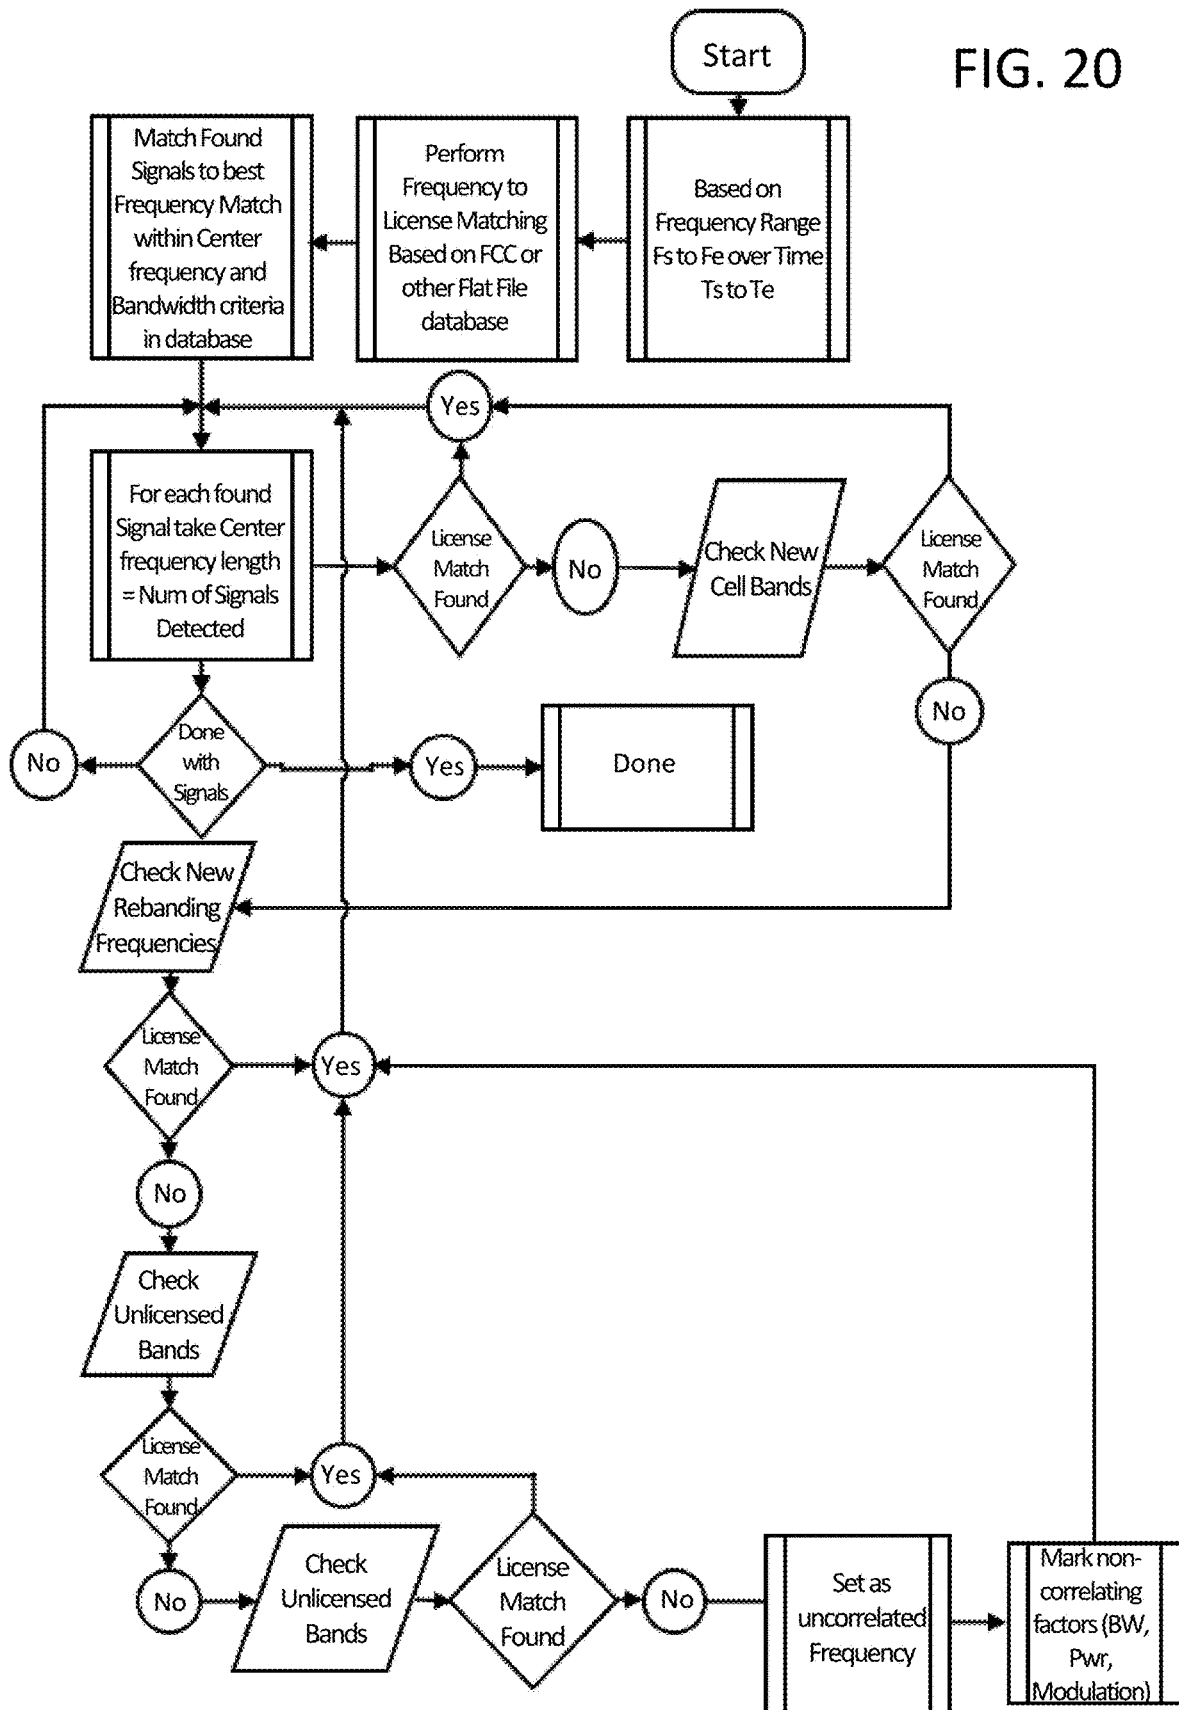 Start
FIG. 20
Match Found
Signals to best
Frequency Match
within Center
frequency and
Bandwidth criteria
in database
Perform
Frequency to
License Matching
Based on FCC or
other Flat File
database
Based on
Frequency Range
Fs to Fe over Time
Ts to Te
Yes
For each found
Signal take Center
frequency length
= Num of Signals
Detected
License
Match
Found
No
Check New
Cell Bands
License
Match
Found
No
Done
with
Signals
No
Yes
Done
Check New
Rebanding
Frequencies
License
Match
Found
Yes
No
Check
Unlicensed
Bands
License
Match
Found
Yes
No
Check
Unlicensed
Bands
License
Match
Found
No
Set as
uncorrelated
Frequency
Mark non-
correlating
factors (BW,
Pwr,
Modulation)